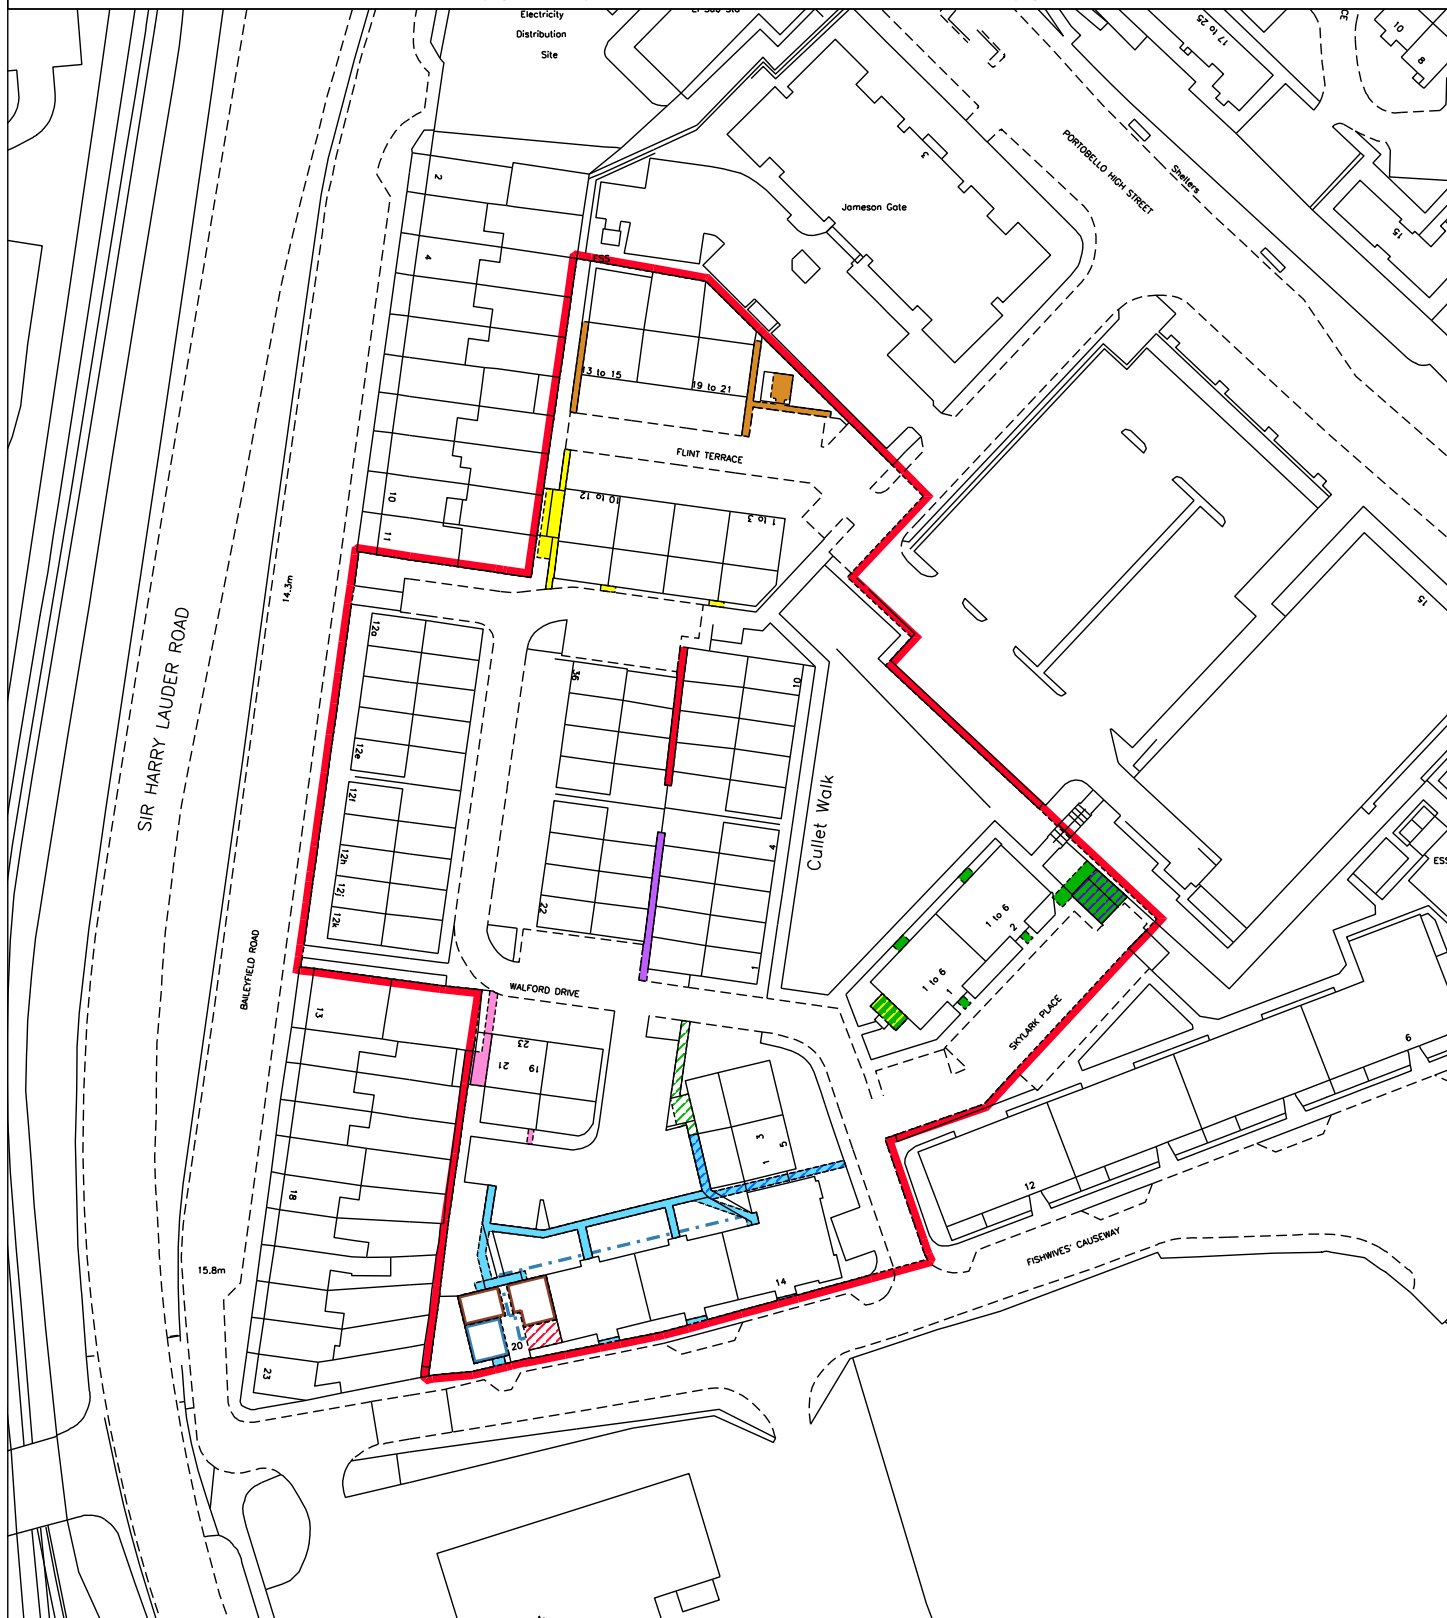 Electricity
Distribution
Site
17 to 25
10
8
PORTOBELLO HIGH STREET
Shelters
3
Jameson Gate
15
2
4
ESS
13 to 15
19 to 21
FLINT TERRACE
10 to 12
1 to 3
10
11
14.3m
SIR HARRY LAUDER ROAD
12a
12e
12f
12h
12j
12k
36
10
22
4
1
Cullet Walk
15
ESS
1 to 6
2
1 to 6
1
SKYLARK PLACE
BAILEYFIELD ROAD
WALFORD DRIVE
13
23
21
19
3
5
1
6
12
FISHWIVES' CAUSEWAY
18
15.8m
14
20
23